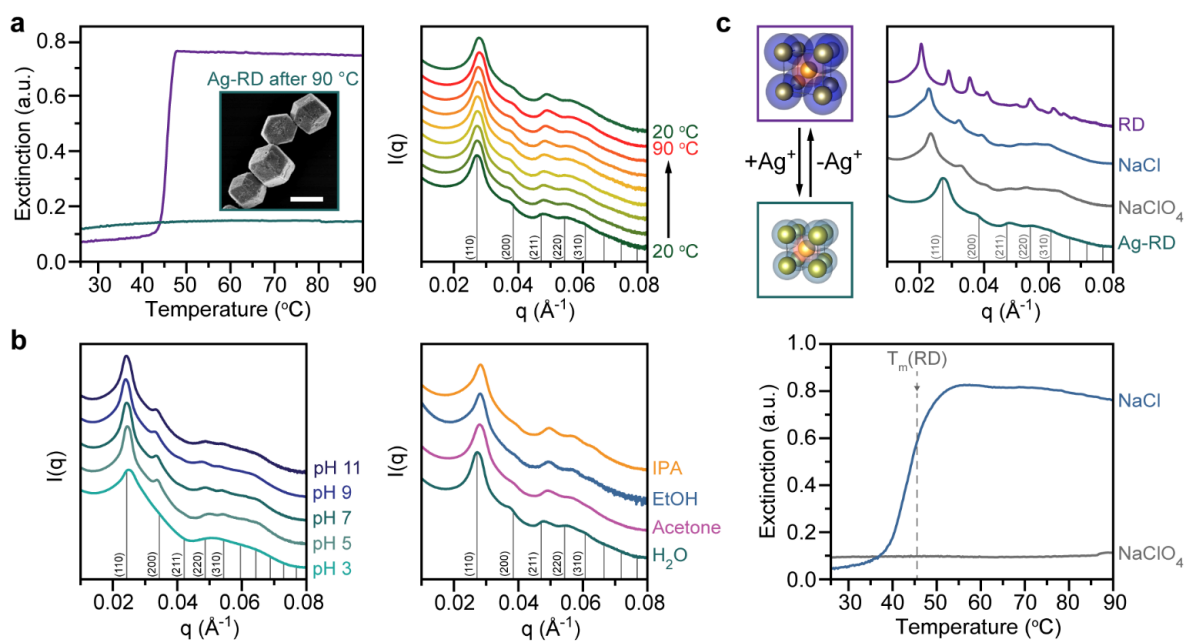 a
0.8
0.6
0.4
0.2
0.0
Exctinction (a.u.)
Ag-RD after 90 °C
30 40 50 60 70 80 90
Temperature (°C)
I(q)
(110)
(200)
(211)
(220)
(310)
20 °C
90 °C
20 °C
0.02 0.04 0.06 0.08
q (Å⁻¹)
c
+Ag⁺
-Ag⁺
I(q)
(110)
(200)
(211)
(220)
(310)
RD
NaCl
NaClO₄
Ag-RD
0.02 0.04 0.06 0.08
q (Å⁻¹)
b
I(q)
(110)
(200)
(211)
(220)
(310)
pH 11
pH 9
pH 7
pH 5
pH 3
0.02 0.04 0.06 0.08
q (Å⁻¹)
I(q)
(110)
(200)
(211)
(220)
(310)
IPA
EtOH
Acetone
H₂O
0.02 0.04 0.06 0.08
q (Å⁻¹)
1.0
0.8
0.6
0.4
0.2
0.0
Exctinction (a.u.)
Tₘ(RD)
NaCl
NaClO₄
30 40 50 60 70 80 90
Temperature (°C)